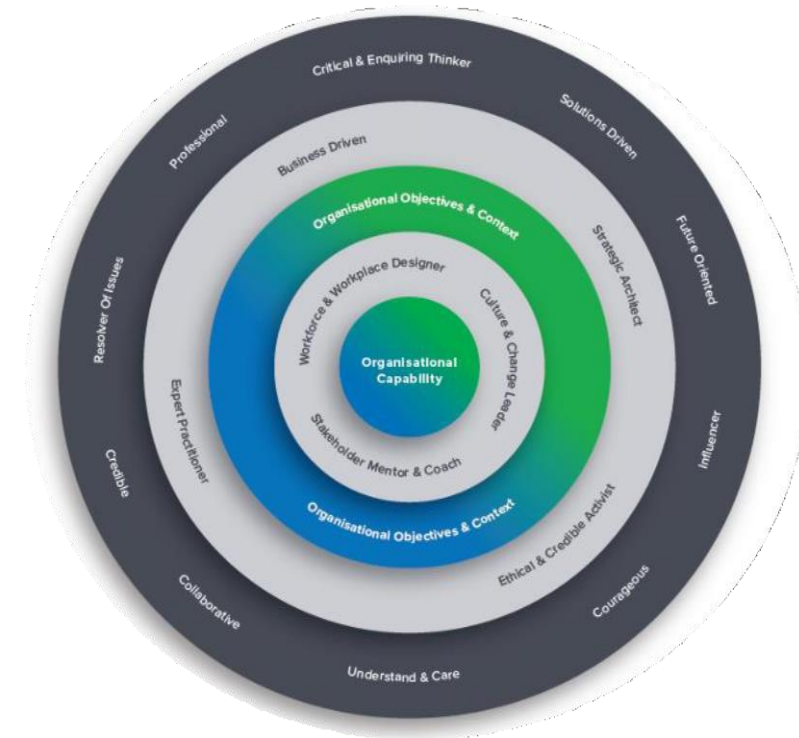 Critical & Enquiring Thinker
Solutions Driven
Future Oriented
Influencer
Courageous
Understand & Care
Collaborative
Credible
Resolver Of Issues
Professional
Business Driven
Strategic Architect
Ethical & Credible Activist
Expert Practitioner
Organisational Objectives & Context
Organisational Objectives & Context
Workforce & Workplace Designer
Culture & Change Leader
Stakeholder Mentor & Coach
Organisational
Capability